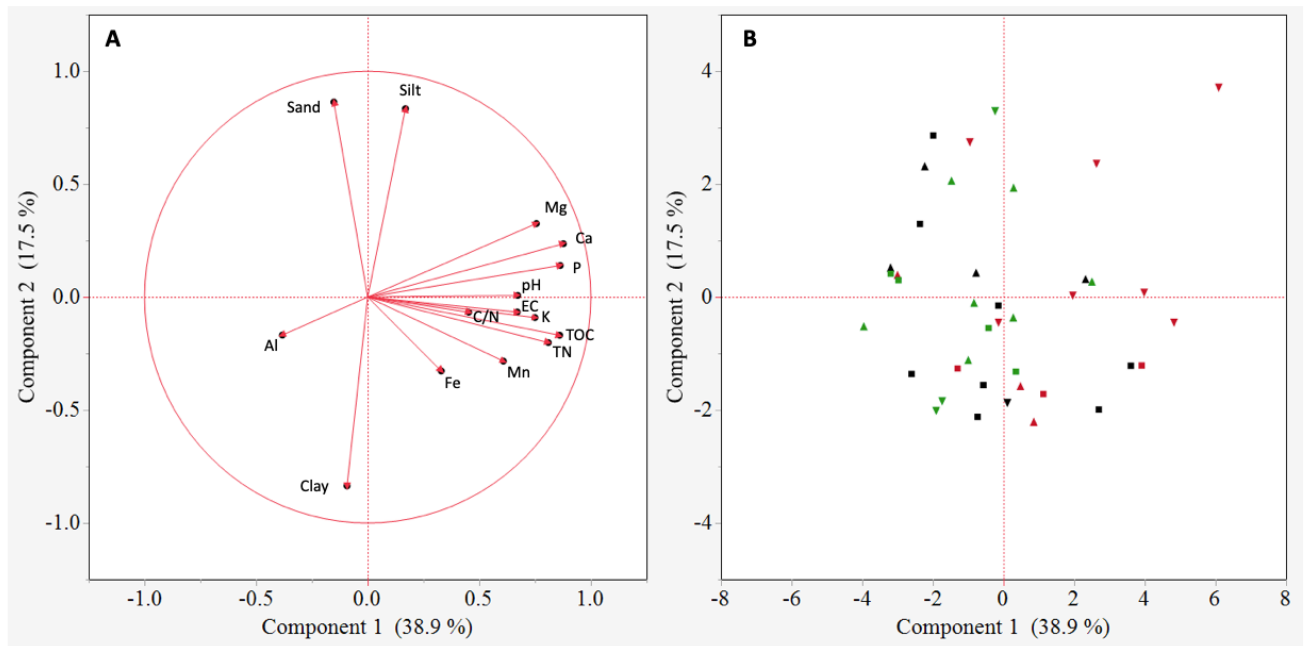 A
1.0
0.5
0.0
-0.5
-1.0
Component 2 (17.5 %)
Sand
Silt
Mg
Ca
P
pH
EC
C/N
K
TOC
TN
Mn
Fe
Al
Clay
-1.0 -0.5 0.0 0.5 1.0
Component 1 (38.9 %)
B
4
2
0
-2
-4
Component 2 (17.5 %)
-8 -6 -4 -2 0 2 4 6 8
Component 1 (38.9 %)